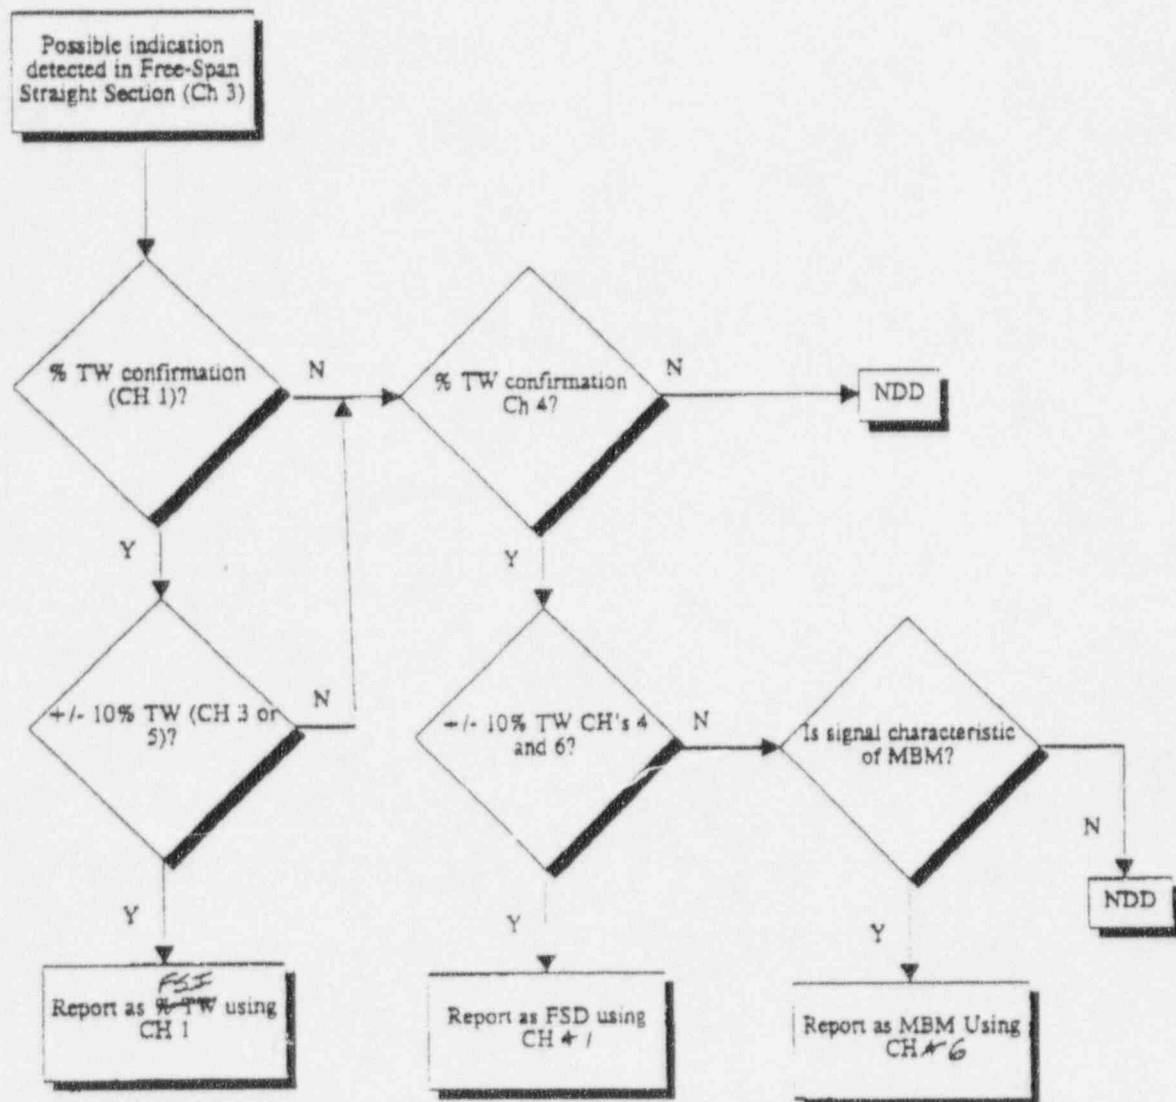 Possible indication
detected in Free-Span
Straight Section (Ch 3)
% TW confirmation
(CH 1)?
N
% TW confirmation
Ch 4?
N
NDD
Y
Y
+/- 10% TW (CH 3 or
5)?
N
+/- 10% TW CH's 4
and 6?
N
Is signal characteristic
of MBM?
N
NDD
Y
Y
Y
FSI
Report as % TW using
CH 1
Report as FSD using
CH 4 1
Report as MBM Using
CH 6